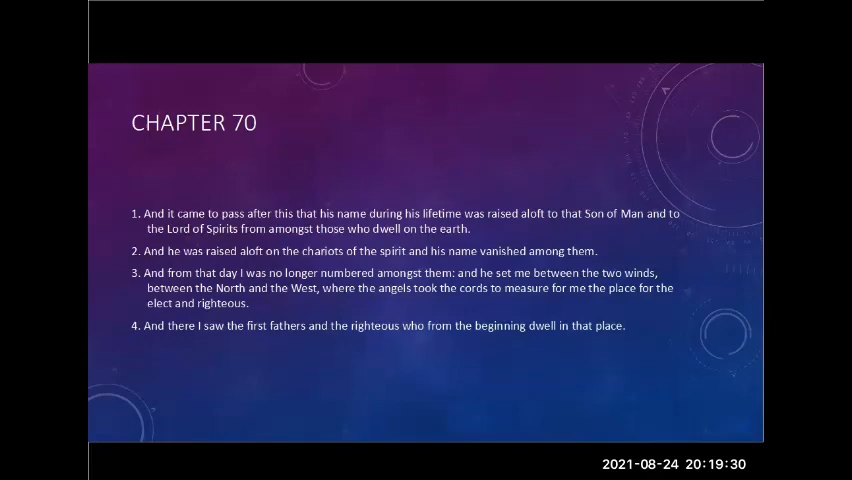 CHAPTER 70
1. And it came to pass after this that his name during his lifetime was raised aloft to that Son of Man and to
the Lord of Spirits from amongst those who dwell on the earth.
2. And he was raised aloft on the chariots of the spirit and his name vanished among them.
3. And from that day I was no longer numbered amongst them: and he set me between the two winds,
between the North and the West, where the angels took the cords to measure for me the place for the
elect and righteous.
4. And there I saw the first fathers and the righteous who from the beginning dwell in that place.
2021-08-24 20:19:30